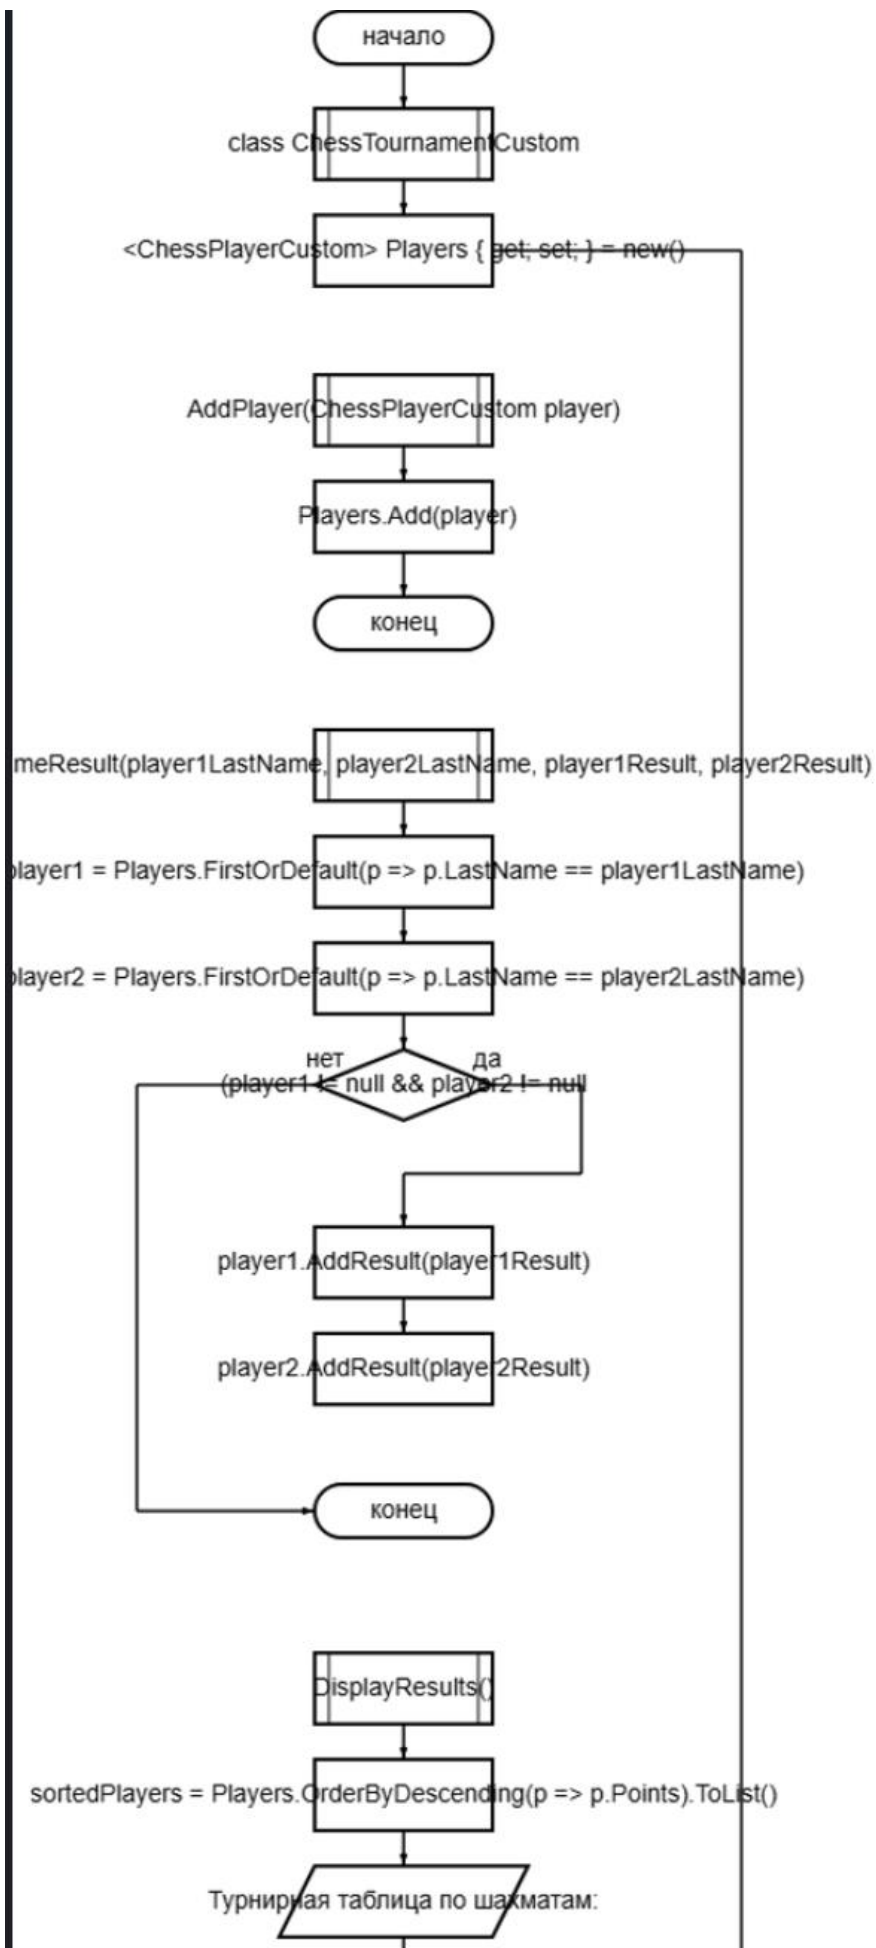 начало
class ChessTournamentCustom
<ChessPlayerCustom> Players { get; set; } = new()
AddPlayer(ChessPlayerCustom player)
Players.Add(player)
конец
meResult(player1LastName, player2LastName, player1Result, player2Result)
player1 = Players.FirstOrDefault(p => p.LastName == player1LastName)
player2 = Players.FirstOrDefault(p => p.LastName == player2LastName)
нет да
(player1 != null && player2 != null
player1.AddResult(player1Result)
player2.AddResult(player2Result)
конец
DisplayResults()
sortedPlayers = Players.OrderByDescending(p => p.Points).ToList()
Турнирная таблица по шахматам: